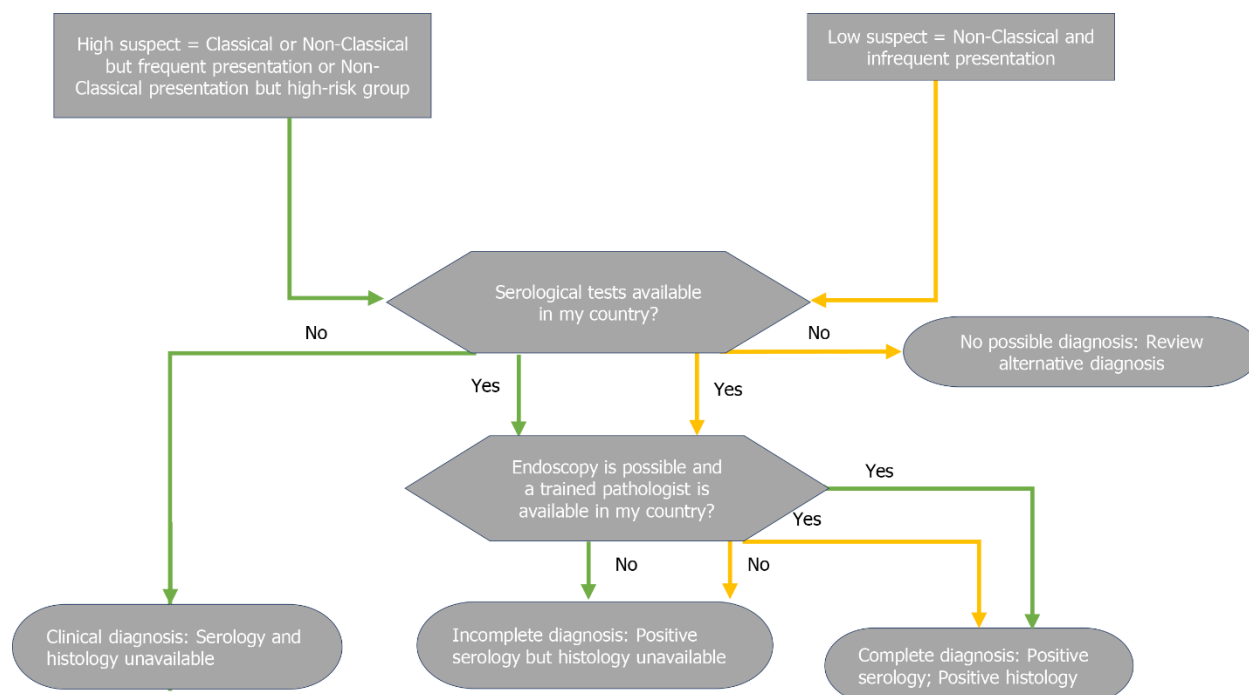 High suspect = Classical or Non-Classical
but frequent presentation or Non-
Classical presentation but high-risk group
Low suspect = Non-Classical and
infrequent presentation
Serological tests available
in my country?
No
No
No possible diagnosis: Review
alternative diagnosis
Yes
Yes
Endoscopy is possible and
a trained pathologist is
available in my country?
Yes
Yes
No
No
Clinical diagnosis: Serology and
histology unavailable
Incomplete diagnosis: Positive
serology but histology unavailable
Complete diagnosis: Positive
serology; Positive histology